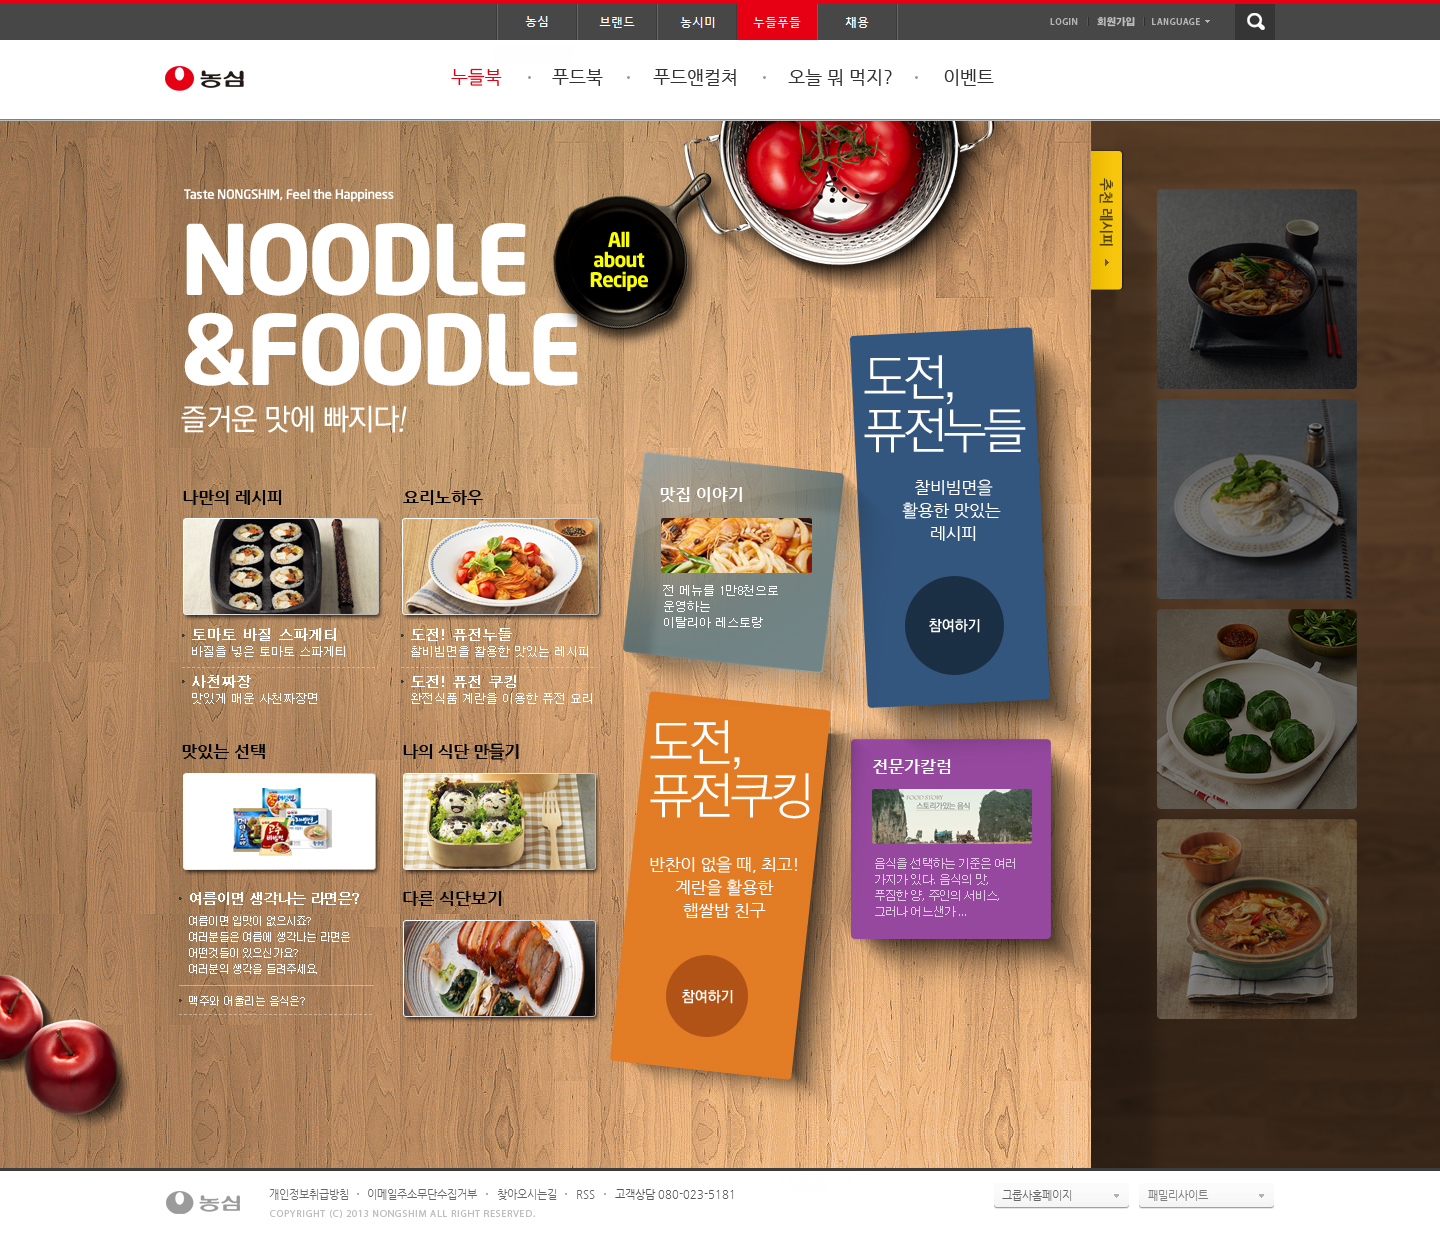 농심
브랜드
농시미
누들푸들
채용
LOGIN
회원가입
LANGUAGE
농심
누들북
푸드북
푸드앤컬쳐
오늘 뭐 먹지?
이벤트
추천 레시피
Taste NONGSHIM, Feel the Happiness
NOODLE
&FOODLE
즐거운 맛에 빠지다!
All
about
Recipe
나만의 레시피
토마토 바질 스파게티
바질을 넣은 토마토 스파게티
사천짜장
맛있게 매운 사천짜장면
요리노하우
도전! 퓨전누들
찰비빔면을 활용한 맛있는 레시피
도전! 퓨전 쿠킹
완전식품 계란를 이용한 퓨전 요리
맛집 이야기
전 메뉴를 1만8천으로
운영하는
이탈리아 레스토랑
도전,
퓨전누들
찰비빔면을
활용한 맛있는
레시피
참여하기
맛있는 선택
여름이면 생각나는 라면은?
여름이면 입맛이 없으시죠?
여러분들은 여름에 생각나는 라면은
어떤것들이 있으신가요?
여러분의 생각을 들려주세요.
맥주와 어울리는 음식은?
나의 식단 만들기
다른 식단보기
도전,
퓨전쿠킹
반찬이 없을 때, 최고!
계란을 활용한
햅쌀밥 친구
참여하기
전문가칼럼
FOOD STORY
스토리가있는 음식
음식을 선택하는 기준은 여러
가지가 있다. 음식의 맛,
푸짐한 양, 주인의 서비스,
그러나 어느샌가 ...
농심
개인정보취급방침 · 이메일주소무단수집거부 · 찾아오시는길 · RSS · 고객상담 080-023-5181
COPYRIGHT (C) 2013 NONGSHIM ALL RIGHT RESERVED.
그룹사홈페이지
패밀리사이트